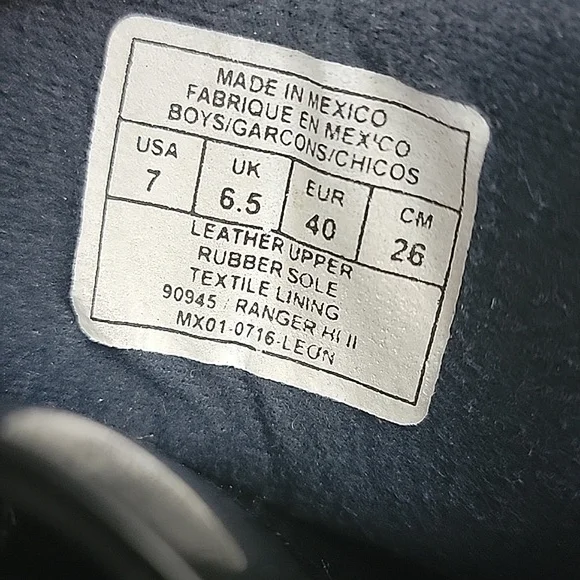 MADE IN MEXICO
FABRIQUE EN MEXICO
BOYS/GARCONS/CHICOS
USA UK EUR CM
7 6.5 40 26
LEATHER UPPER
RUBBER SOLE
TEXTILE LINING
90945 / RANGER HI II
MX01-0716-LEON